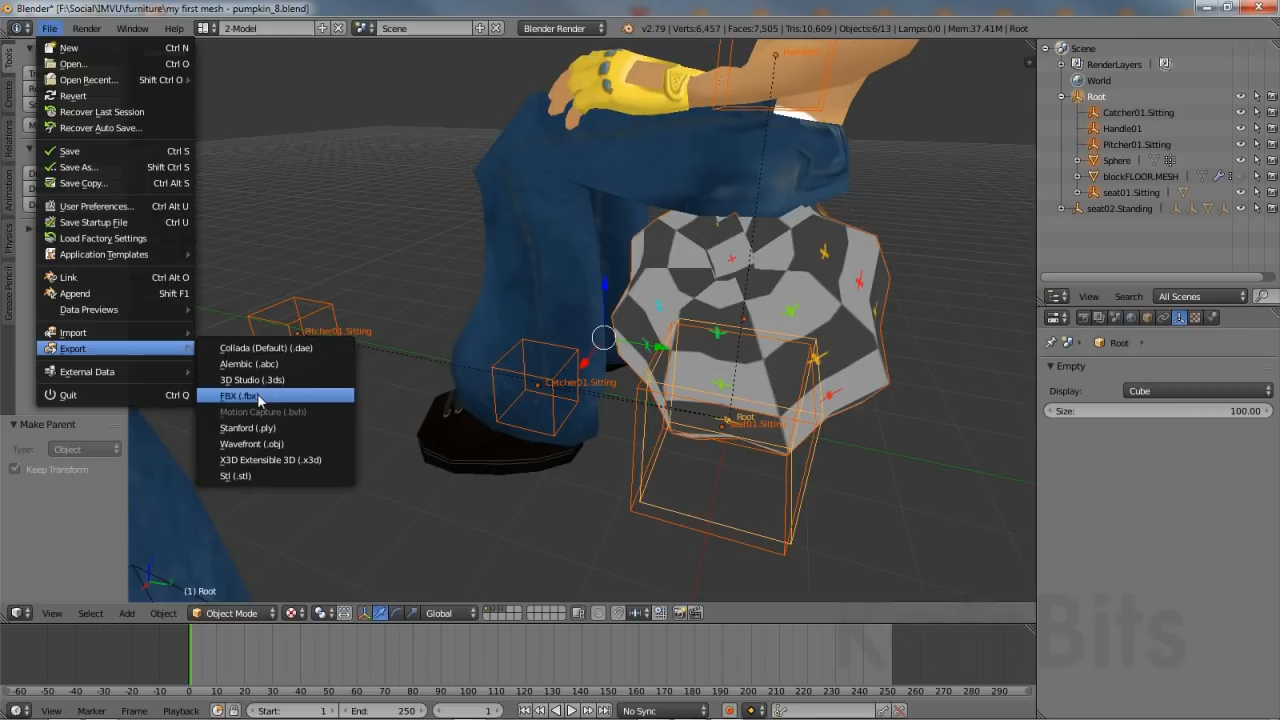 Blender* [F:\Social\IMVU\furniture\my first mesh - pumpkin_8.blend]
File Render Window Help 2-Model Scene Blender Render v2.79 | Verts:6,457 | Faces:7,505 | Tris:10,609 | Objects:6/13 | Lamps:0/0 | Mem:37.41M | Root
New Ctrl N
Open... Ctrl O
Open Recent... Shift Ctrl O
Revert
Recover Last Session
Recover Auto Save...
Save Ctrl S
Save As... Shift Ctrl S
Save Copy... Ctrl Alt S
User Preferences... Ctrl Alt U
Save Startup File Ctrl U
Load Factory Settings
Application Templates
Link Ctrl Alt O
Append Shift F1
Data Previews
Import
Export
External Data
Quit Ctrl Q
Collada (Default) (.dae)
Alembic (.abc)
3D Studio (.3ds)
FBX (.fbx)
Motion Capture (.bvh)
Stanford (.ply)
Wavefront (.obj)
X3D Extensible 3D (.x3d)
Stl (.stl)
Tools
Create
Relations
Animation
Physics
Grease Pencil
Make Parent
Type: Object
Keep Transform
Pitcher01.Sitting
Catcher01.Sitting
Root
seat01.Sitting
(1) Root
Scene
RenderLayers
World
Root
Catcher01.Sitting
Handle01
Pitcher01.Sitting
Sphere
blockFLOOR.MESH
seat01.Sitting
seat02.Standing
View Search All Scenes
Root
Empty
Display: Cube
Size: 100.00
View Select Add Object Object Mode Global
-60 -50 -40 -30 -20 -10 0 10 20 30 40 50 60 70 80 90 100 110 120 130 140 150 160 170 180 190 200 210 220 230 240 250 260 270 280 290
View Marker Frame Playback Start: 1 End: 250 1 No Sync